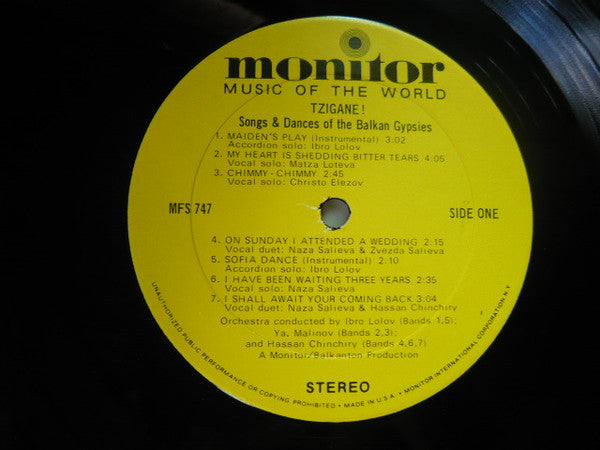 monitor
MUSIC OF THE WORLD
TZIGANE!
Songs & Dances of the Balkan Gypsies
1. MAIDEN'S PLAY (Instrumental) 3:02
Accordion solo: Ibro Lolov
2. MY HEART IS SHEDDING BITTER TEARS 4:05
Vocal solo: Matza Loteva
3. CHIMMY-CHIMMY 2:45
Vocal solo: Christo Elezov
MFS 747
SIDE ONE
4. ON SUNDAY I ATTENDED A WEDDING 2:15
Vocal duet: Naza Salieva & Zvezda Salieva
5. SOFIA DANCE (Instrumental) 2:10
Accordion solo: Ibro Lolov
6. I HAVE BEEN WAITING THREE YEARS 2:35
Vocal solo: Naza Salieva
7. I SHALL AWAIT YOUR COMING BACK 3:04
Vocal duet: Naza Salieva & Hassan Chinchiry
Orchestra conducted by Ibro Lolov (Bands 1,5);
Ya. Malinov (Bands 2,3);
and Hassan Chinchiry (Bands 4,6,7)
A Monitor/Balkanton Production
STEREO
UNAUTHORIZED PUBLIC PERFORMANCE OR COPYING PROHIBITED • MADE IN U.S.A. • MONITOR INTERNATIONAL CORPORATION N.Y.